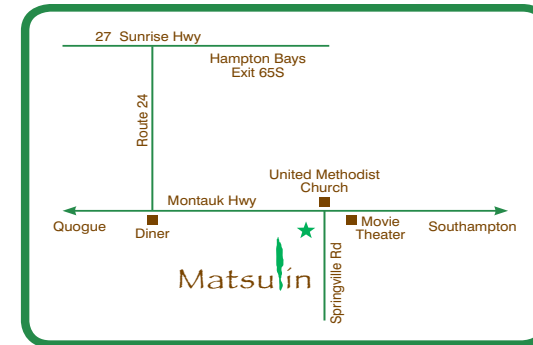 27 Sunrise Hwy
Hampton Bays
Exit 65S
Route 24
United Methodist
Church
Montauk Hwy
Quogue
Diner
Movie
Theater
Southampton
Matsulin
Springville Rd